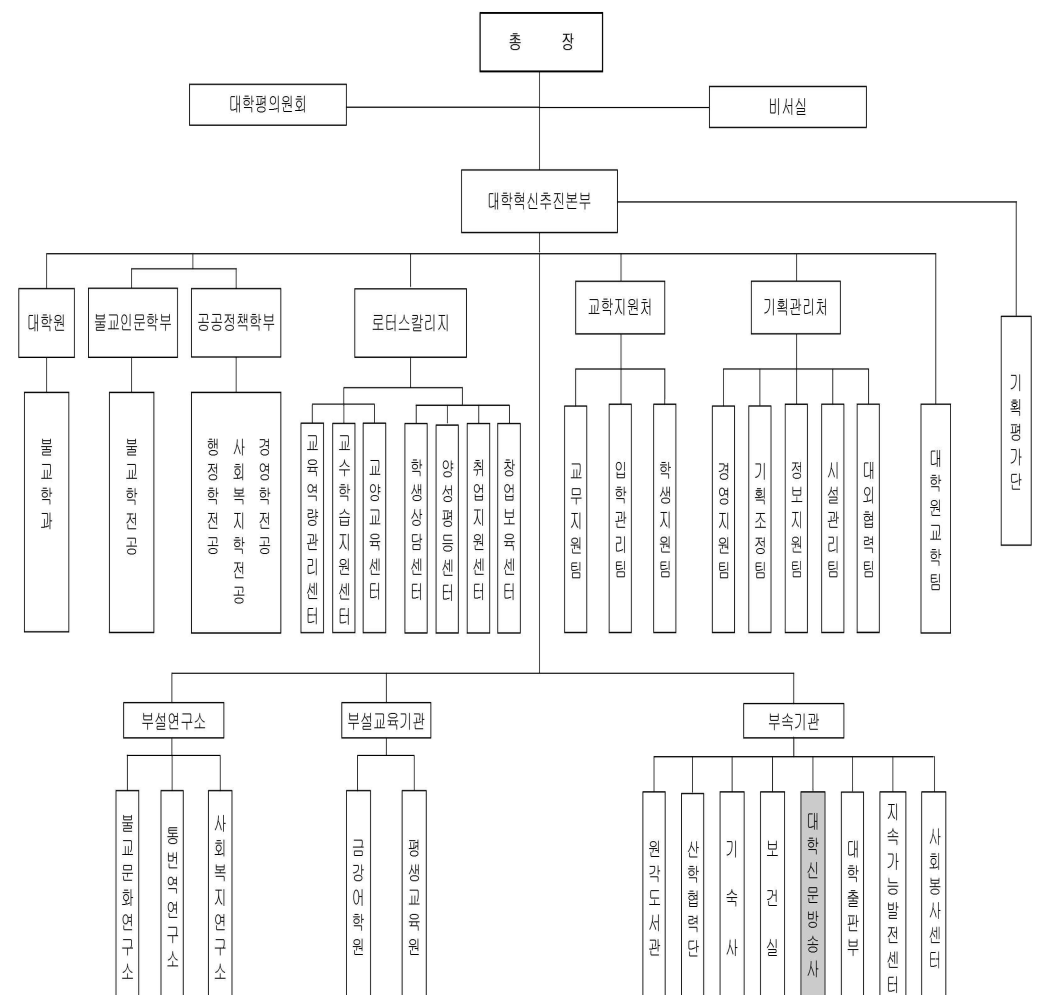 총 장
대학평의원회
비서실
대학혁신추진본부
대학원
불교인문학부
공공정책학부
로터스칼리지
교학지원처
기획관리처
기획평가단
불교학과
불교학전공
행정학전공
사회복지학전공
경영학전공
교육역량관리센터
교수학습지원센터
교양교육센터
학생상담센터
양성평등센터
취업지원센터
창업보육센터
교무지원팀
입학관리팀
학생지원팀
경영지원팀
기획조정팀
정보지원팀
시설관리팀
대외협력팀
대학원교학팀
부설연구소
부설교육기관
부속기관
불교문화연구소
통번역연구소
사회복지연구소
금강어학원
평생교육원
원각도서관
산학협력단
기숙사
보건실
대학신문방송사
대학출판부
지속가능발전센터
사회봉사센터